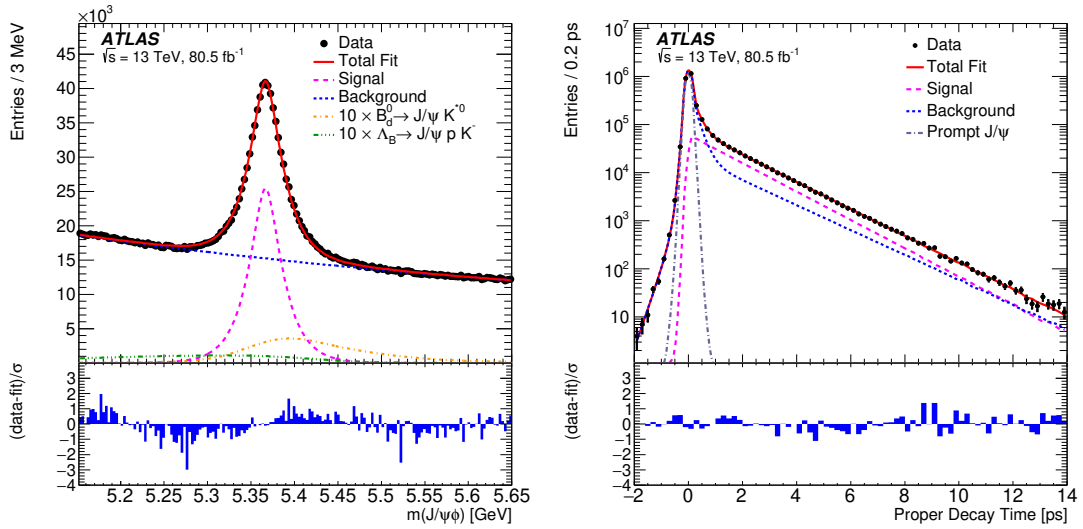 ×10³
ATLAS
√s = 13 TeV, 80.5 fb⁻¹
Data
Total Fit
Signal
Background
10 × B⁰d → J/ψ K*⁰
10 × ΛB → J/ψ p K⁻
Entries / 3 MeV
45
40
35
30
25
20
15
10
5
(data-fit)/σ
3
2
1
0
−1
−2
−3
−4
5.2 5.25 5.3 5.35 5.4 5.45 5.5 5.55 5.6 5.65
m(J/ψϕ) [GeV]
ATLAS
√s = 13 TeV, 80.5 fb⁻¹
Data
Total Fit
Signal
Background
Prompt J/ψ
Entries / 0.2 ps
10⁷
10⁶
10⁵
10⁴
10³
10²
10
(data-fit)/σ
3
2
1
0
−1
−2
−3
−4
−2 0 2 4 6 8 10 12 14
Proper Decay Time [ps]